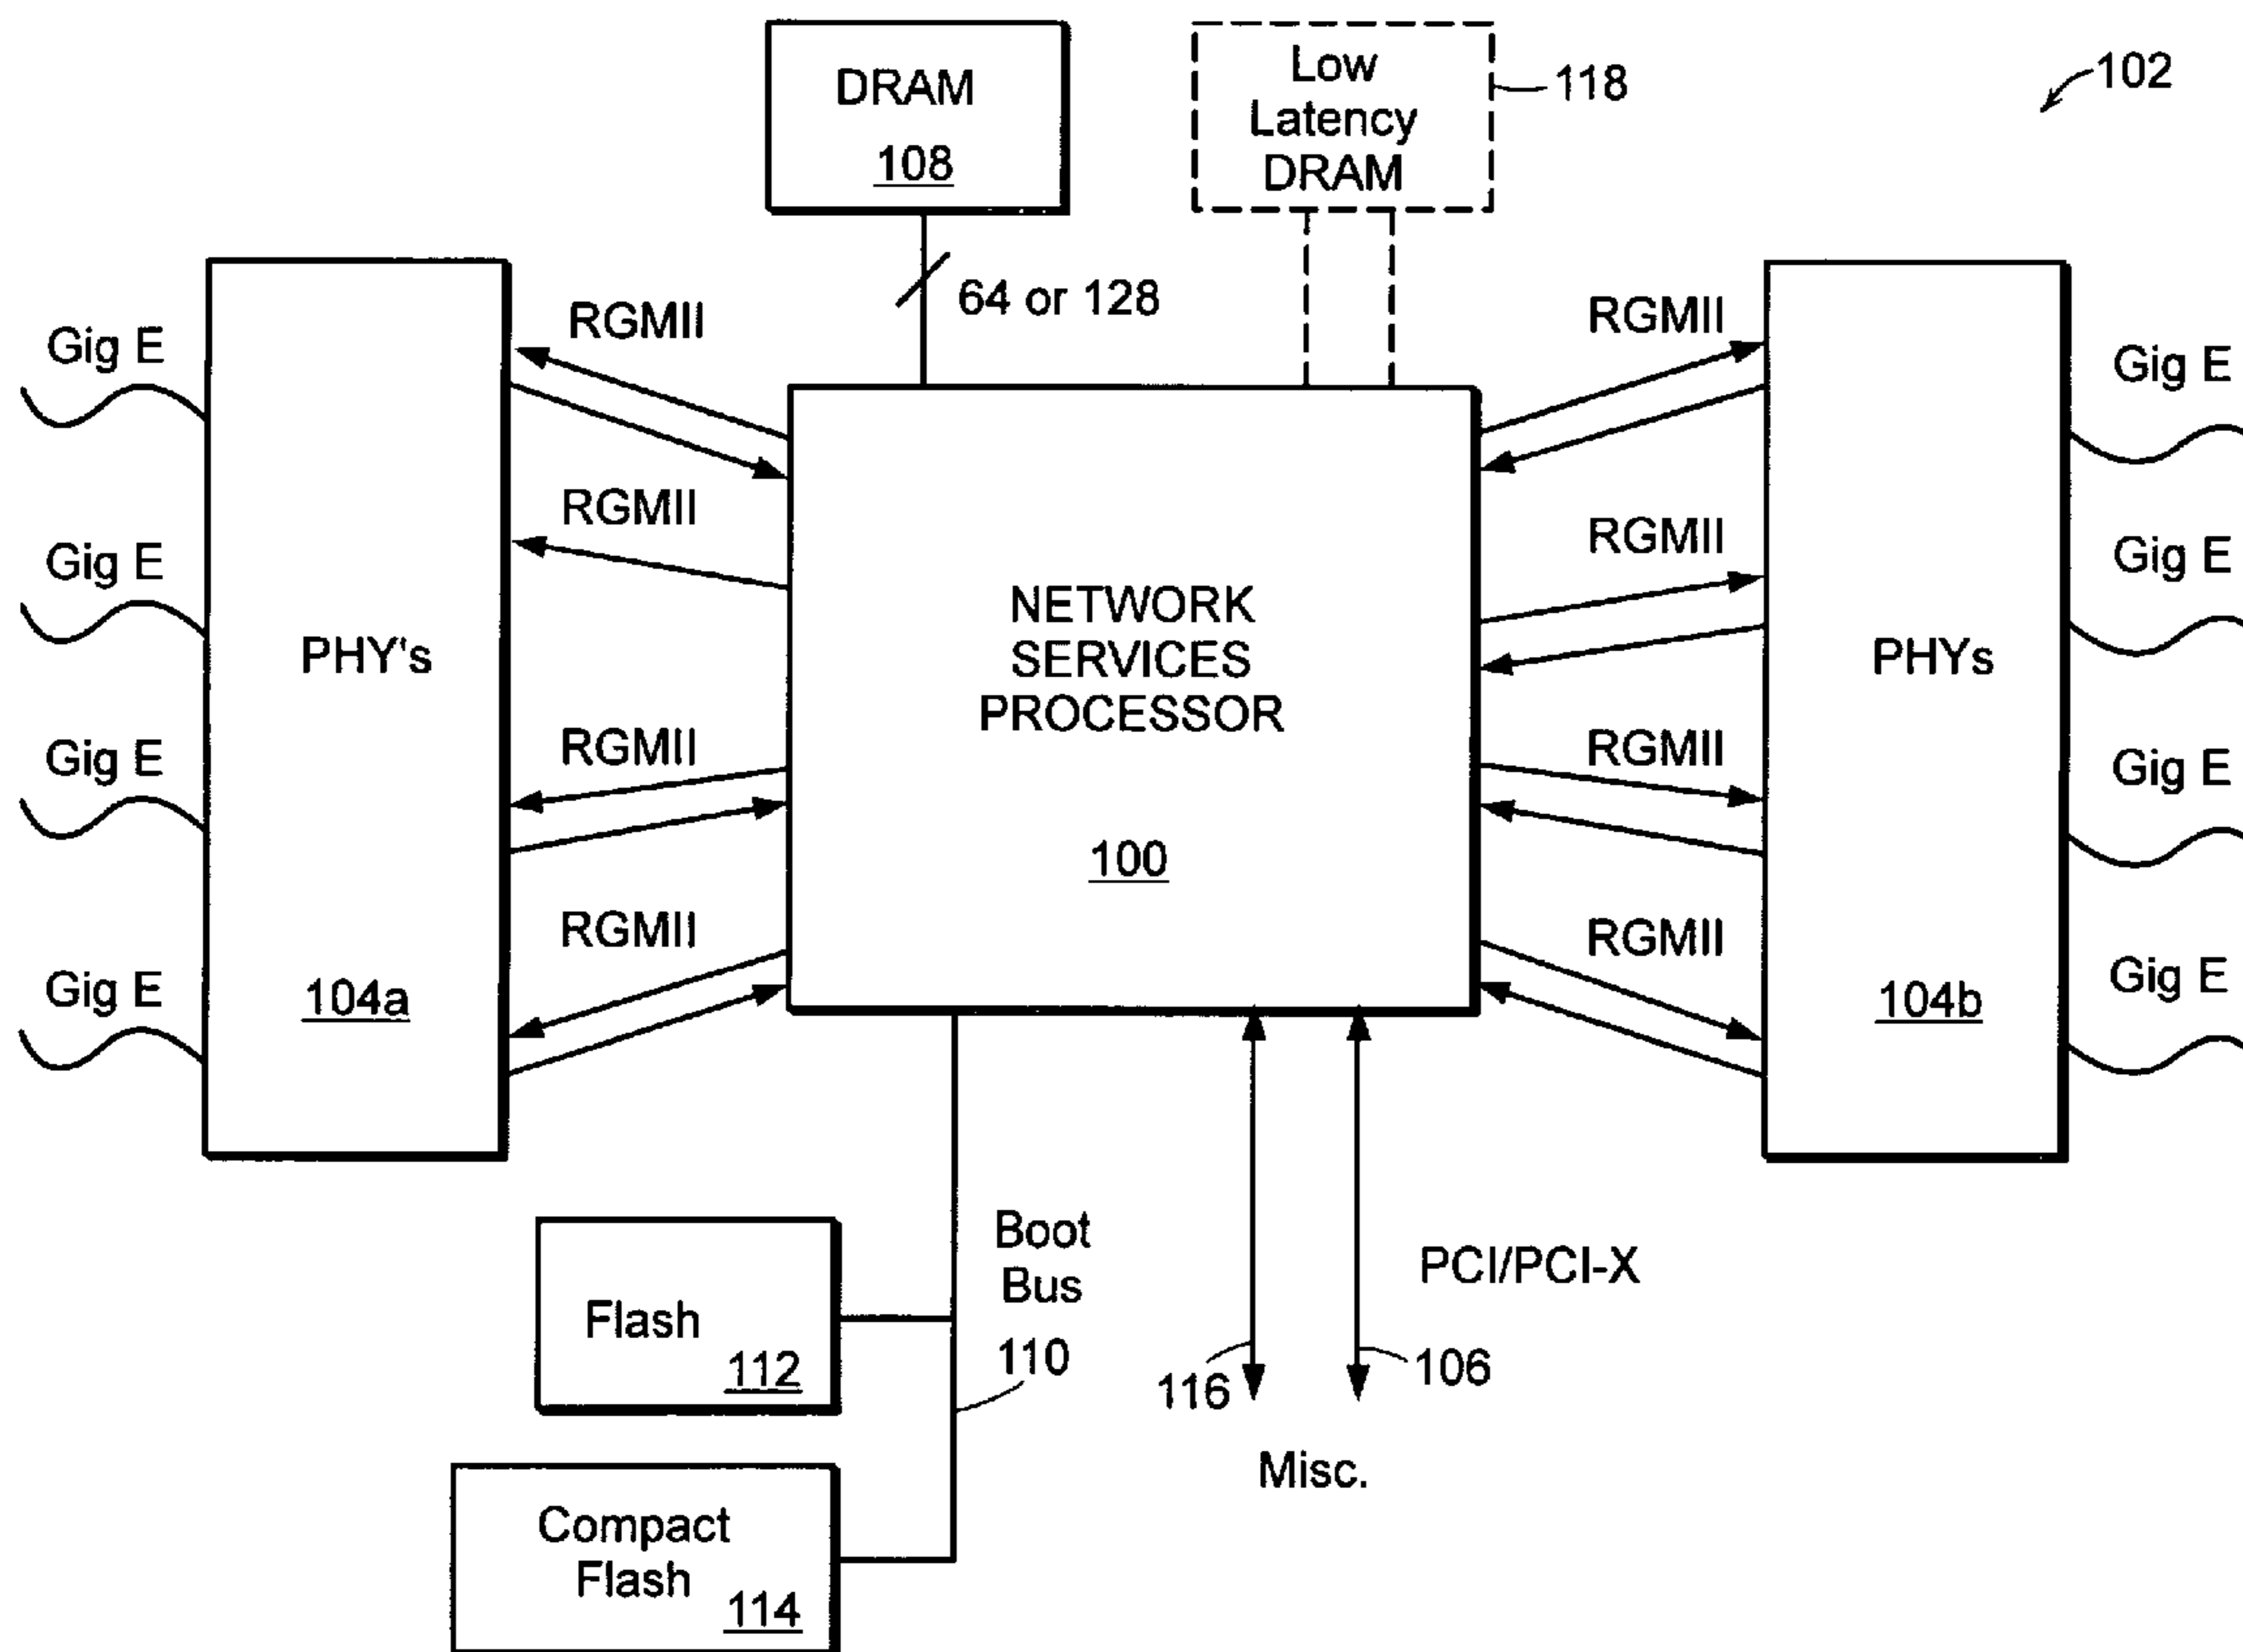 DRAM
108
Low
Latency
DRAM
118
102
64 or 128
RGMII
RGMII
Gig E
Gig E
RGMII
RGMII
Gig E
Gig E
NETWORK
SERVICES
PROCESSOR
100
PHY's
104a
PHYs
104b
RGMII
RGMII
Gig E
Gig E
RGMII
RGMII
Gig E
Gig E
Boot
Bus
110
PCI/PCI-X
Flash
112
116
106
Misc.
Compact
Flash
114